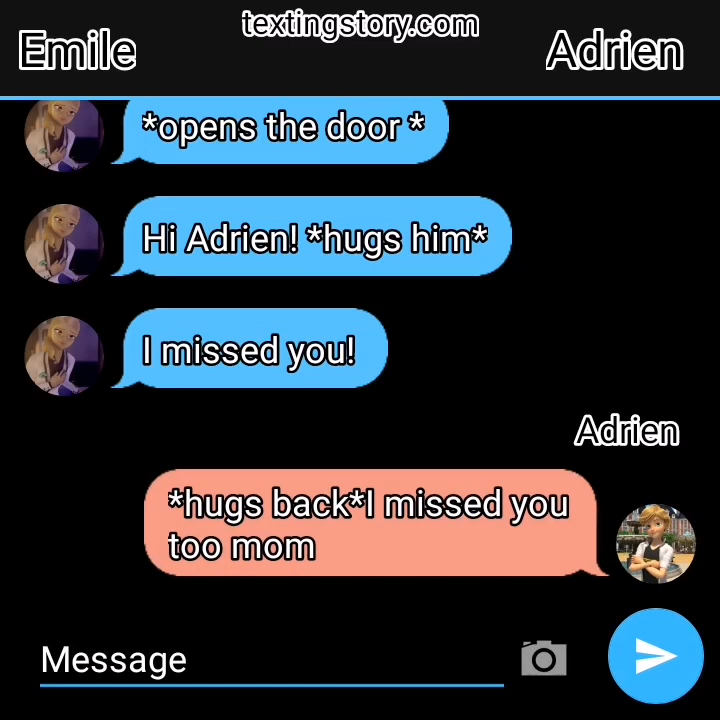 textingstory.com
Emile
Adrien
*opens the door *
Hi Adrien! *hugs him*
I missed you!
Adrien
*hugs back*I missed you
too mom
Message